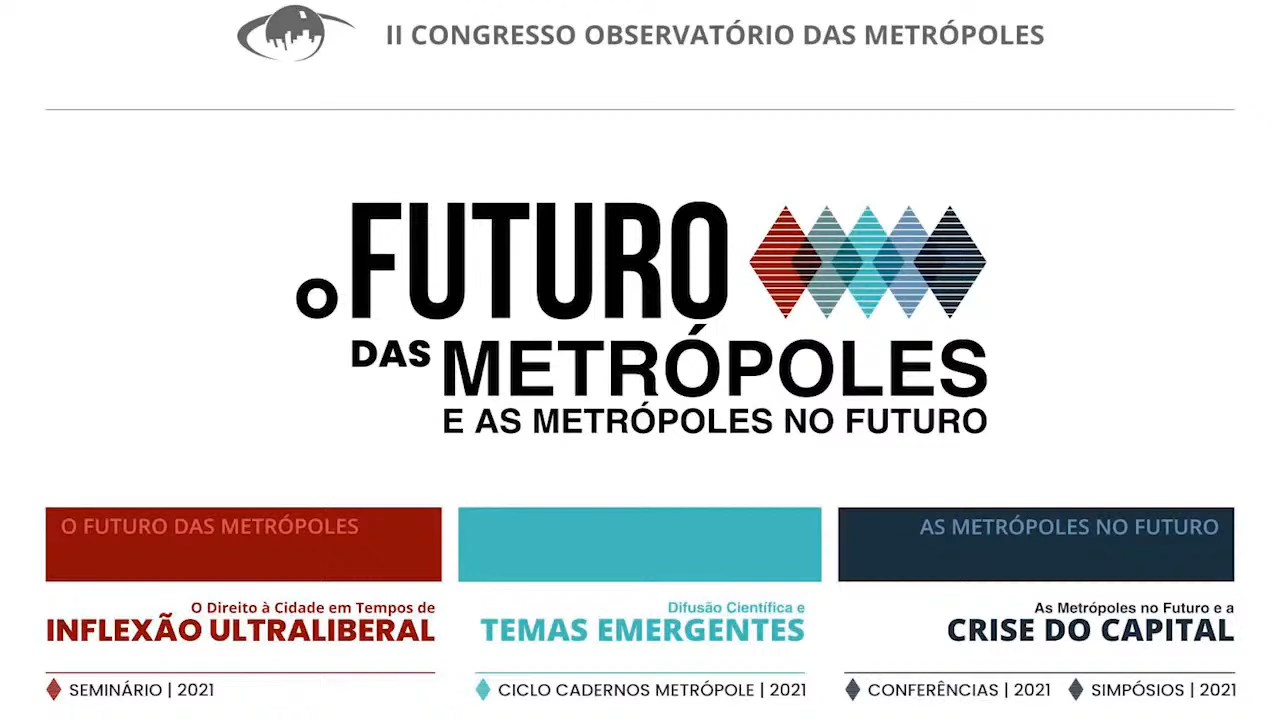 II CONGRESSO OBSERVATÓRIO DAS METRÓPOLES
O FUTURO
DAS METRÓPOLES
E AS METRÓPOLES NO FUTURO
O FUTURO DAS METRÓPOLES
O Direito à Cidade em Tempos de
INFLEXÃO ULTRALIBERAL
SEMINÁRIO | 2021
Difusão Científica e
TEMAS EMERGENTES
CICLO CADERNOS METRÓPOLE | 2021
AS METRÓPOLES NO FUTURO
As Metrópoles no Futuro e a
CRISE DO CAPITAL
CONFERÊNCIAS | 2021 SIMPÓSIOS | 2021